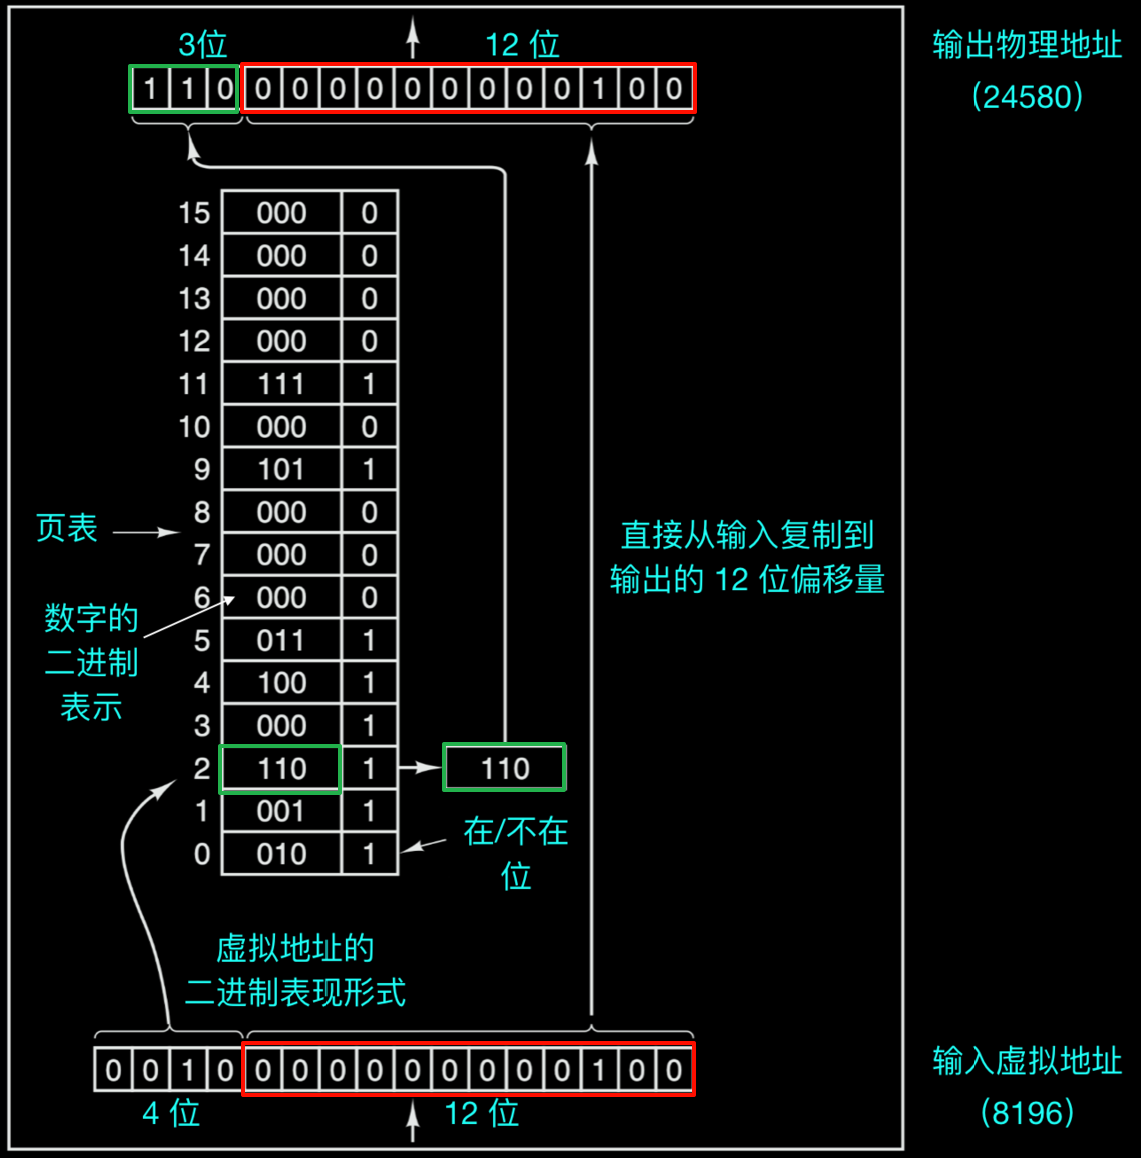 3位
12 位
输出物理地址
(24580)
1 1 0 0 0 0 0 0 0 0 0 0 1 0 0
15 000 0
14 000 0
13 000 0
12 000 0
11 111 1
10 000 0
9 101 1
8 000 0
7 000 0
6 000 0
5 011 1
4 100 1
3 000 1
2 110 1
1 001 1
0 010 1
页表
数字的
二进制
表示
110
在/不在
位
直接从输入复制到
输出的 12 位偏移量
虚拟地址的
二进制表现形式
0 0 1 0 0 0 0 0 0 0 0 0 0 1 0 0
4 位
12 位
输入虚拟地址
(8196)